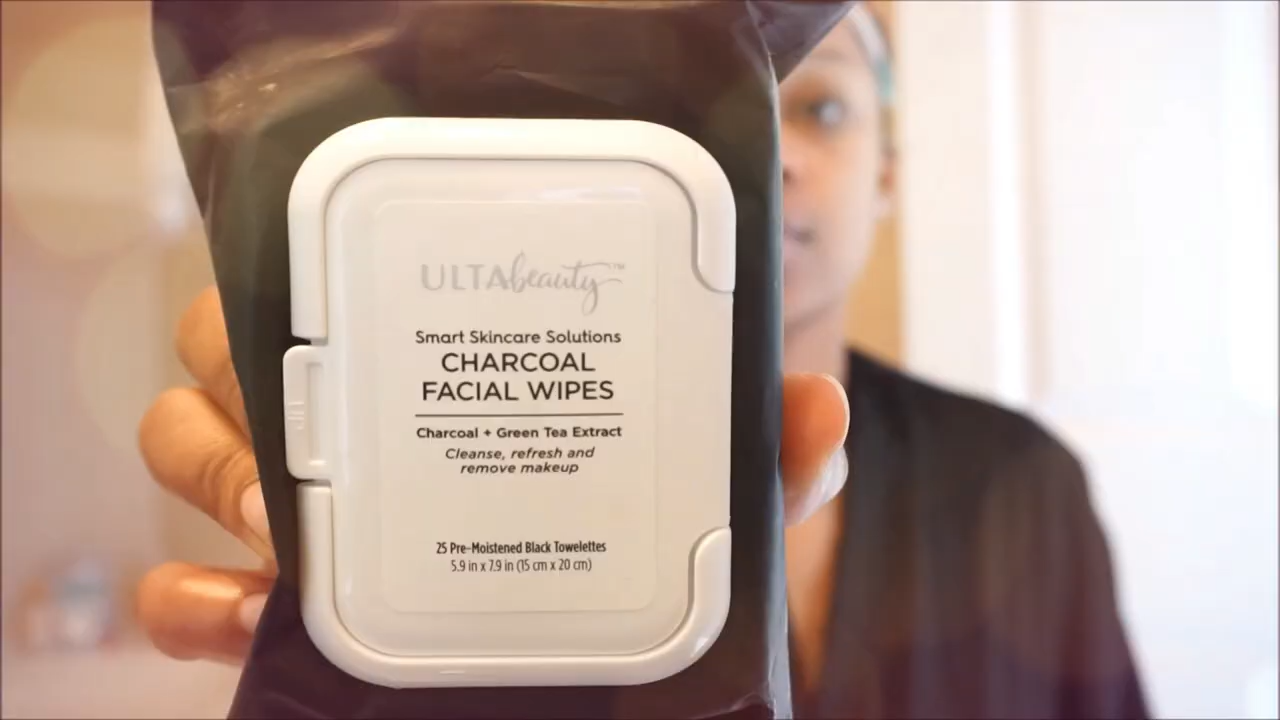 ULTAbeauty™
Smart Skincare Solutions
CHARCOAL
FACIAL WIPES
Charcoal + Green Tea Extract
Cleanse, refresh and
remove makeup
25 Pre-Moistened Black Towelettes
5.9 in x 7.9 in (15 cm x 20 cm)